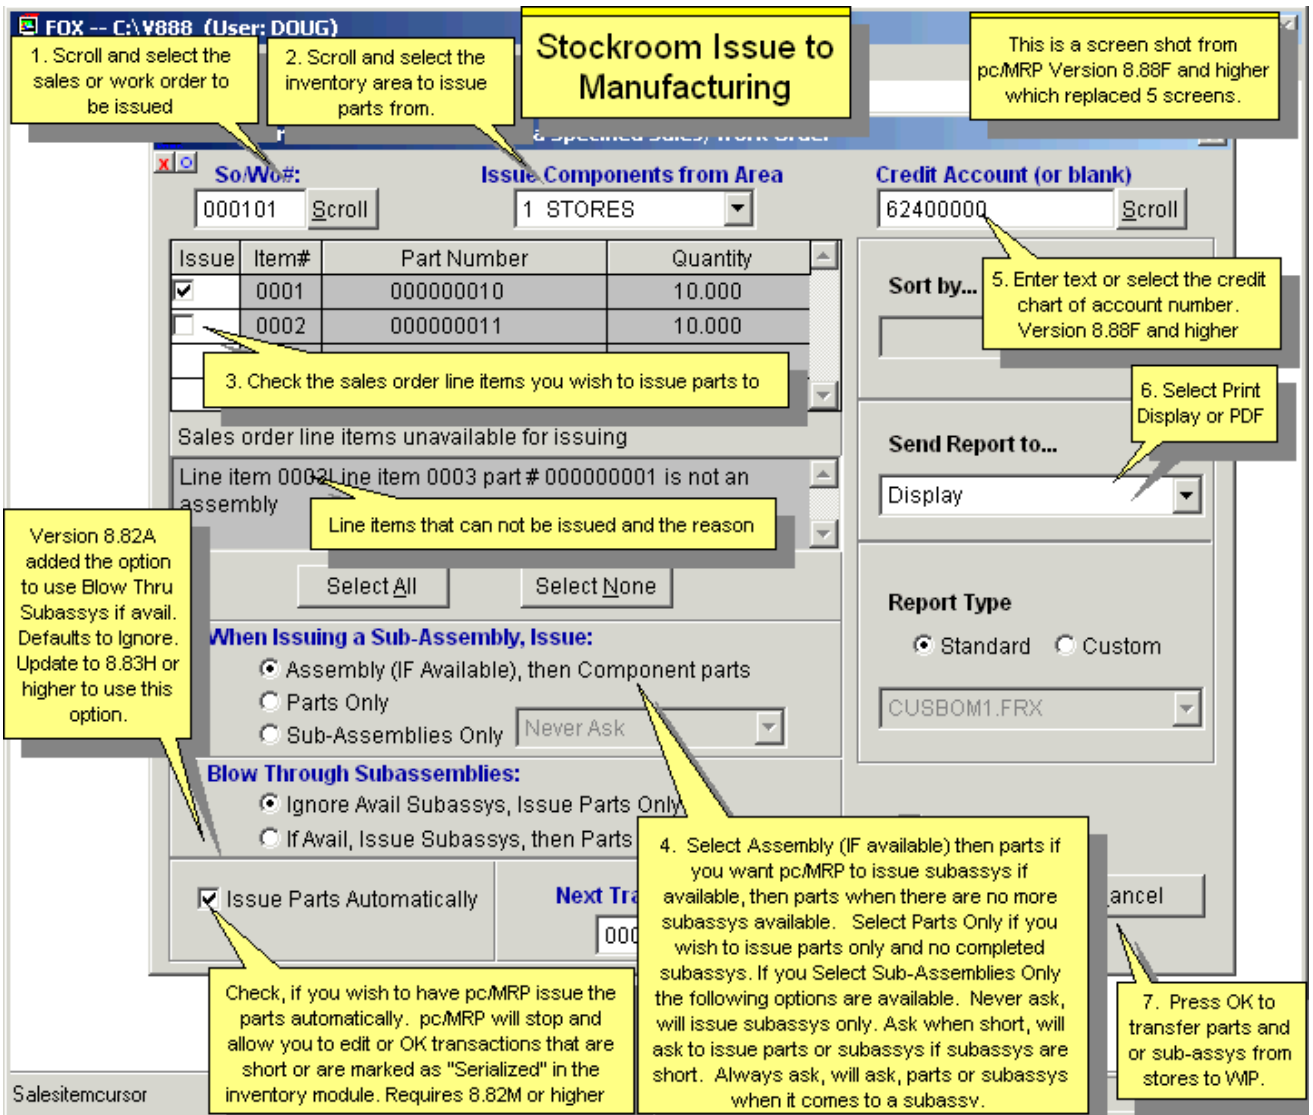 FOX -- C:\V888 (User: DOUG)
1. Scroll and select the
sales or work order to
be issued
2. Scroll and select the
inventory area to issue
parts from.
Stockroom Issue to
Manufacturing
This is a screen shot from
pc/MRP Version 8.88F and higher
which replaced 5 screens.
So/Wo#:
Issue Components from Area
Credit Account (or blank)
000101
Scroll
1 STORES
62400000
Scroll
Issue Item# Part Number Quantity
0001 000000010 10.000
0002 000000011 10.000
Sort by...
5. Enter text or select the credit
chart of account number.
Version 8.88F and higher
3. Check the sales order line items you wish to issue parts to
6. Select Print
Display or PDF
Sales order line items unavailable for issuing
Line item 0003 part # 000000001 is not an
assembly
Line items that can not be issued and the reason
Send Report to...
Display
Version 8.82A
added the option
to use Blow Thru
Subassys if avail.
Defaults to Ignore.
Update to 8.83H or
higher to use this
option.
Select All
Select None
Report Type
Standard
Custom
CUSBOM1.FRX
When Issuing a Sub-Assembly, Issue:
Assembly (IF Available), then Component parts
Parts Only
Sub-Assemblies Only
Never Ask
Blow Through Subassemblies:
Ignore Avail Subassys, Issue Parts Only
If Avail, Issue Subassys, then Parts
4. Select Assembly (IF available) then parts if
you want pc/MRP to issue subassys if
available, then parts when there are no more
subassys available. Select Parts Only if you
wish to issue parts only and no completed
subassys. If you Select Sub-Assemblies Only
the following options are available. Never ask,
will issue subassys only. Ask when short, will
ask to issue parts or subassys if subassys are
short. Always ask, will ask, parts or subassys
when it comes to a subassy.
Issue Parts Automatically
Next Tra
000
ancel
Check, if you wish to have pc/MRP issue the
parts automatically. pc/MRP will stop and
allow you to edit or OK transactions that are
short or are marked as "Serialized" in the
inventory module. Requires 8.82M or higher
7. Press OK to
transfer parts and
or sub-assys from
stores to WIP.
Salesitemcursor